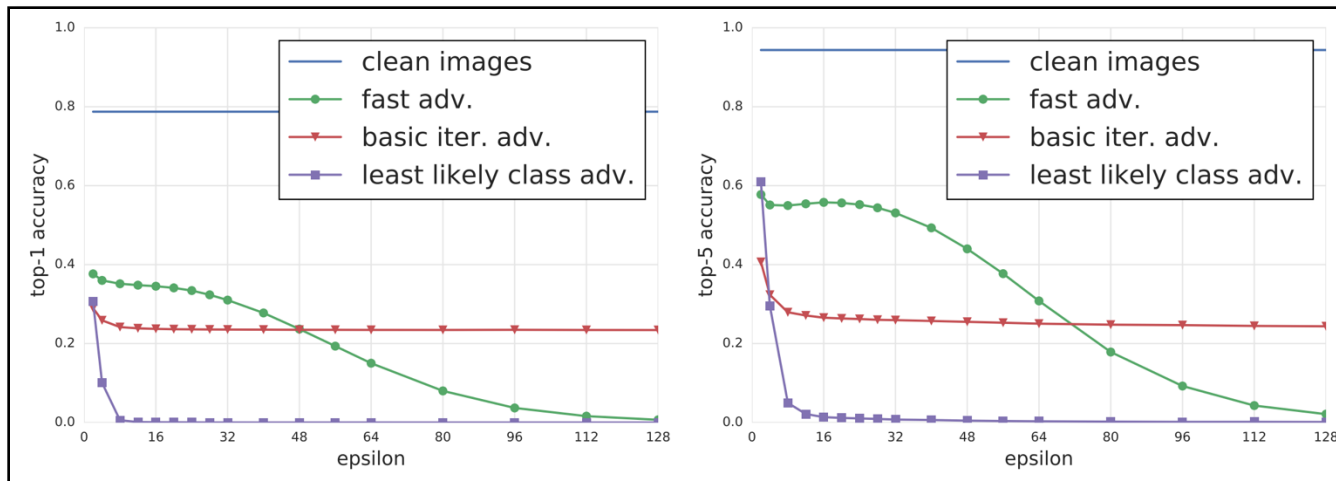 1.0
0.8
0.6
0.4
0.2
0.0
top-1 accuracy
clean images
fast adv.
basic iter. adv.
least likely class adv.
0 16 32 48 64 80 96 112 128
epsilon
1.0
0.8
0.6
0.4
0.2
0.0
top-5 accuracy
clean images
fast adv.
basic iter. adv.
least likely class adv.
0 16 32 48 64 80 96 112 128
epsilon